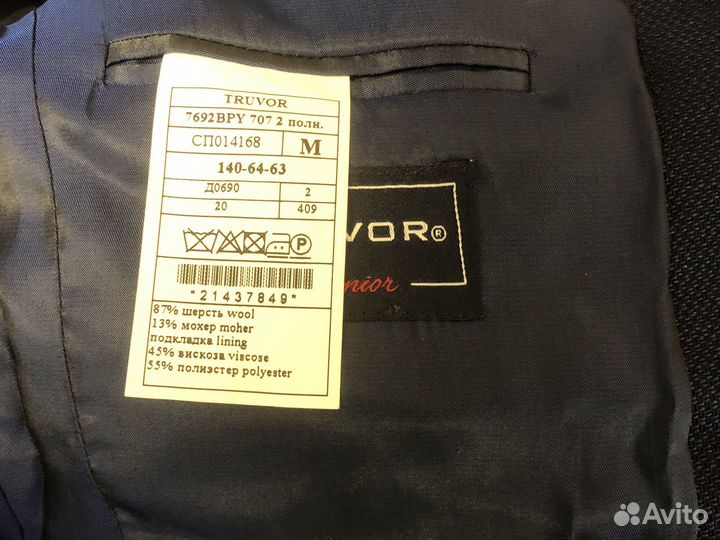 TRUVOR
7692BPY 707 2 полн.
СП014168 M
140-64-63
Д0690 2
20 409
P
*21437849*
87% шерсть wool
13% мохер moher
подкладка lining
45% вискоза viscose
55% полиэстер polyester
VOR®
nior
Avito